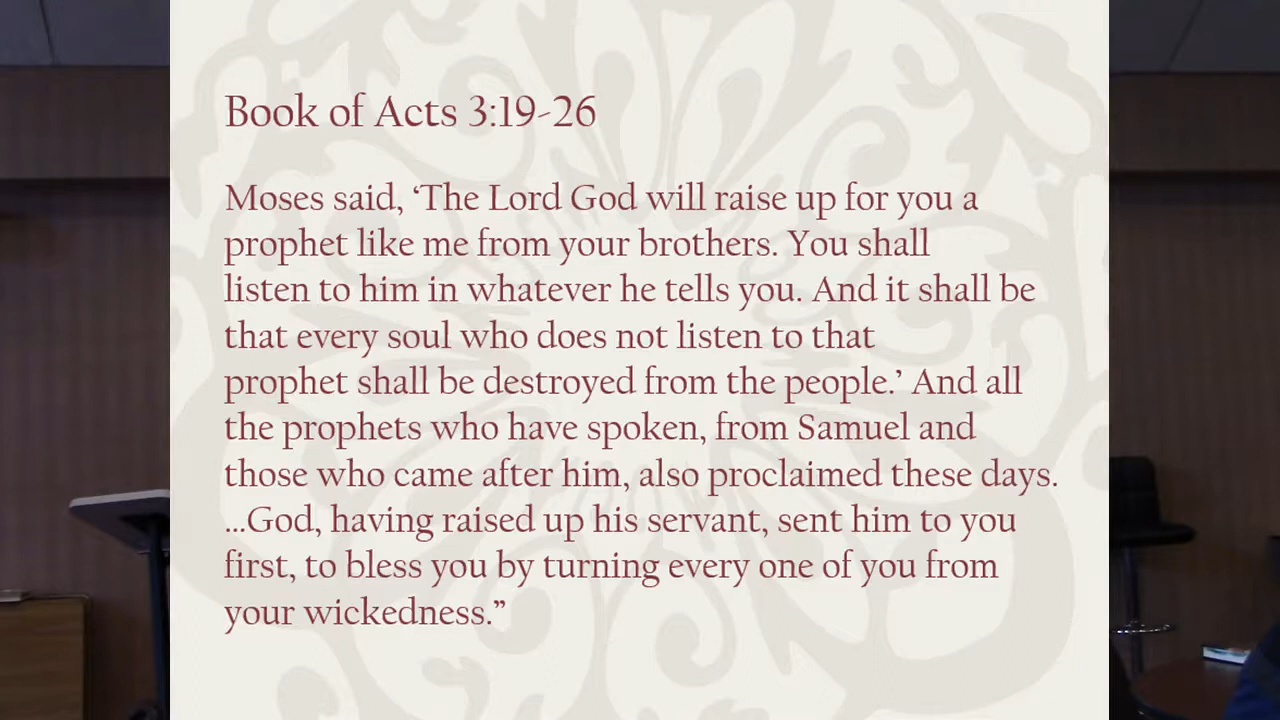 Book of Acts 3:19-26
Moses said, ‘The Lord God will raise up for you a
prophet like me from your brothers. You shall
listen to him in whatever he tells you. And it shall be
that every soul who does not listen to that
prophet shall be destroyed from the people.’ And all
the prophets who have spoken, from Samuel and
those who came after him, also proclaimed these days.
...God, having raised up his servant, sent him to you
first, to bless you by turning every one of you from
your wickedness.”